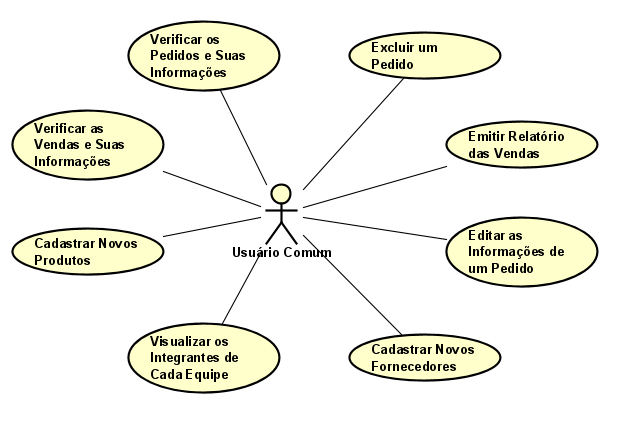 Verificar os
Pedidos e Suas
Informações
Excluir um
Pedido
Verificar as
Vendas e Suas
Informações
Emitir Relatório
das Vendas
Usuário Comum
Cadastrar Novos
Produtos
Editar as
Informações de
um Pedido
Visualizar os
Integrantes de
Cada Equipe
Cadastrar Novos
Fornecedores